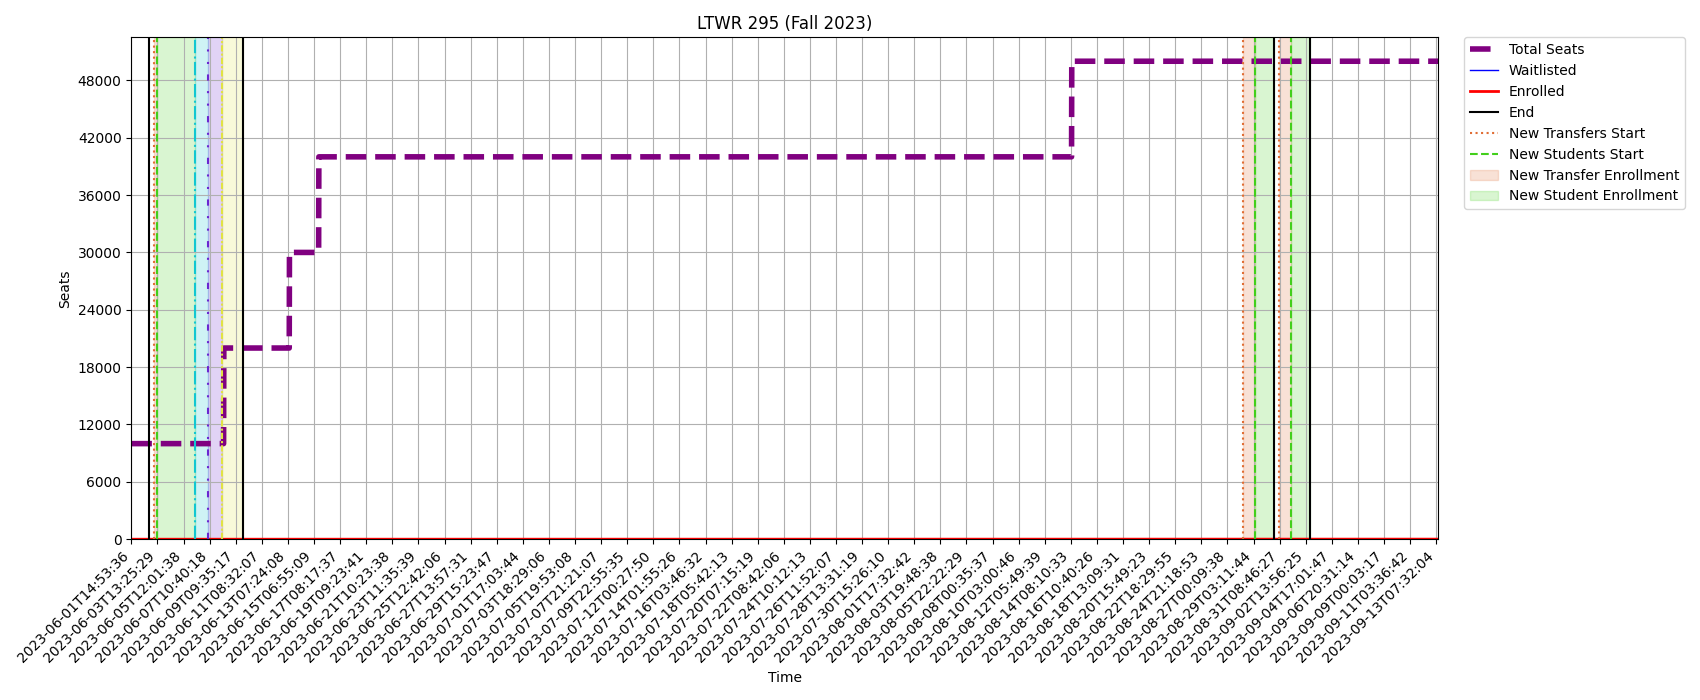 LTWR 295 (Fall 2023)
Total Seats
Waitlisted
Enrolled
End
New Transfers Start
New Students Start
New Transfer Enrollment
New Student Enrollment
Seats
48000
42000
36000
30000
24000
18000
12000
6000
0
2023-06-01T14:53:36
2023-06-03T13:25:29
2023-06-05T12:01:38
2023-06-07T10:40:18
2023-06-09T09:35:17
2023-06-11T08:32:07
2023-06-13T07:24:08
2023-06-15T06:55:09
2023-06-17T08:17:37
2023-06-19T09:23:41
2023-06-21T10:23:38
2023-06-23T11:35:39
2023-06-25T12:42:06
2023-06-27T13:57:31
2023-06-29T15:23:47
2023-07-01T17:03:44
2023-07-03T18:29:06
2023-07-05T19:53:08
2023-07-07T21:21:07
2023-07-09T22:55:35
2023-07-12T00:27:50
2023-07-14T01:55:26
2023-07-16T03:46:32
2023-07-18T05:42:13
2023-07-20T07:15:19
2023-07-22T08:42:06
2023-07-24T10:12:13
2023-07-26T11:52:07
2023-07-28T13:31:19
2023-07-30T15:26:10
2023-08-01T17:32:42
2023-08-03T19:48:38
2023-08-05T22:22:29
2023-08-08T00:35:37
2023-08-10T03:00:46
2023-08-12T05:49:39
2023-08-14T08:10:33
2023-08-16T10:40:26
2023-08-18T13:09:31
2023-08-20T15:49:23
2023-08-22T18:29:55
2023-08-24T21:18:53
2023-08-27T00:09:38
2023-08-29T03:11:44
2023-08-31T08:46:27
2023-09-02T13:56:25
2023-09-04T17:01:47
2023-09-06T20:31:14
2023-09-09T00:03:17
2023-09-11T03:36:42
2023-09-13T07:32:04
Time